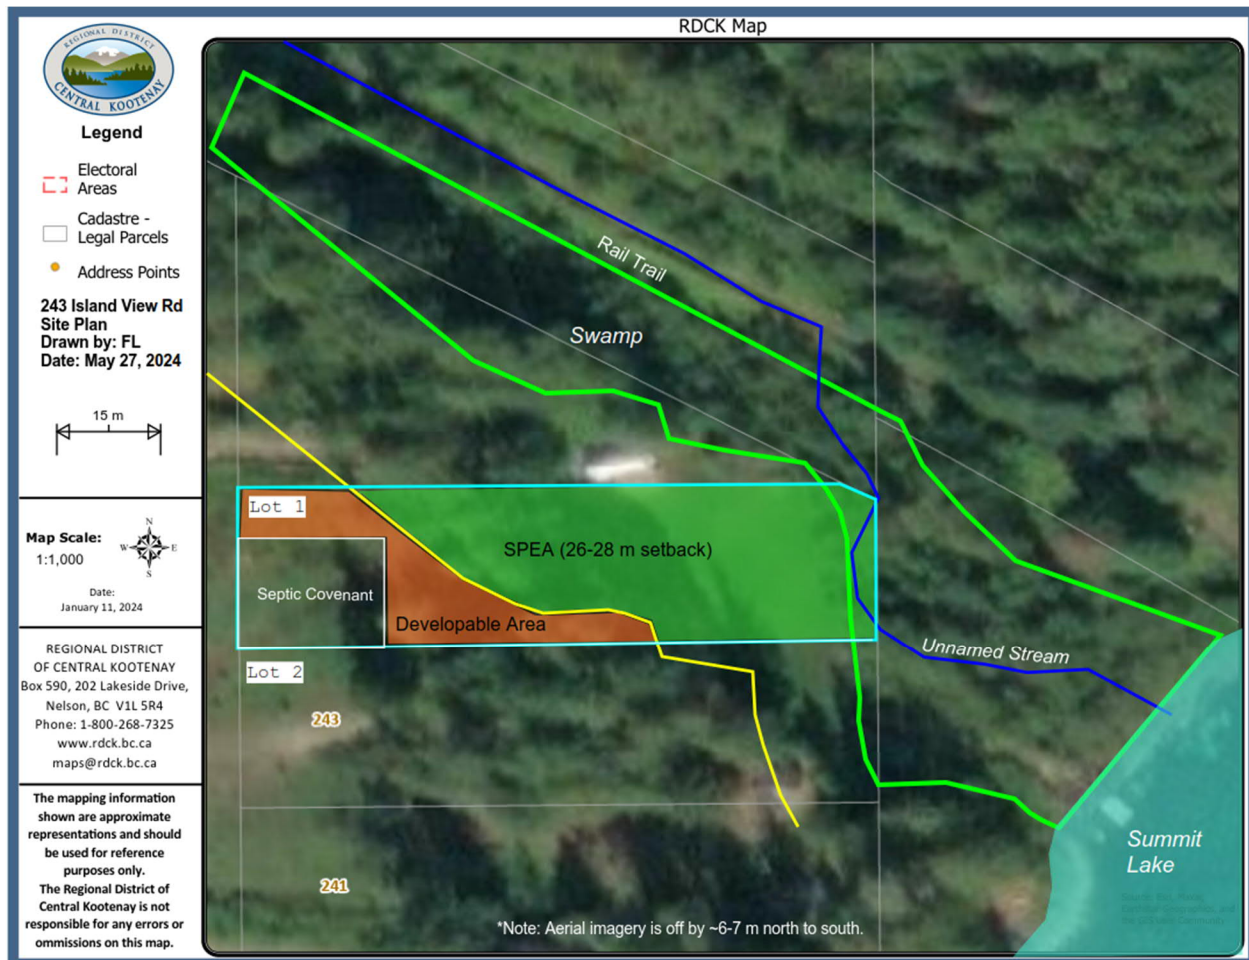 RDCK Map
REGIONAL DISTRICT
CENTRAL KOOTENAY
Legend
Electoral
Areas
Cadastre -
Legal Parcels
Address Points
243 Island View Rd
Site Plan
Drawn by: FL
Date: May 27, 2024
15 m
Map Scale:
1:1,000
N
W E
S
Date:
January 11, 2024
REGIONAL DISTRICT
OF CENTRAL KOOTENAY
Box 590, 202 Lakeside Drive,
Nelson, BC V1L 5R4
Phone: 1-800-268-7325
www.rdck.bc.ca
maps@rdck.bc.ca
The mapping information
shown are approximate
representations and should
be used for reference
purposes only.
The Regional District of
Central Kootenay is not
responsible for any errors or
ommissions on this map.
Rail Trail
Swamp
Lot 1
SPEA (26-28 m setback)
Septic Covenant
Developable Area
Unnamed Stream
Lot 2
243
Summit
Lake
241
*Note: Aerial imagery is off by ~6-7 m north to south.